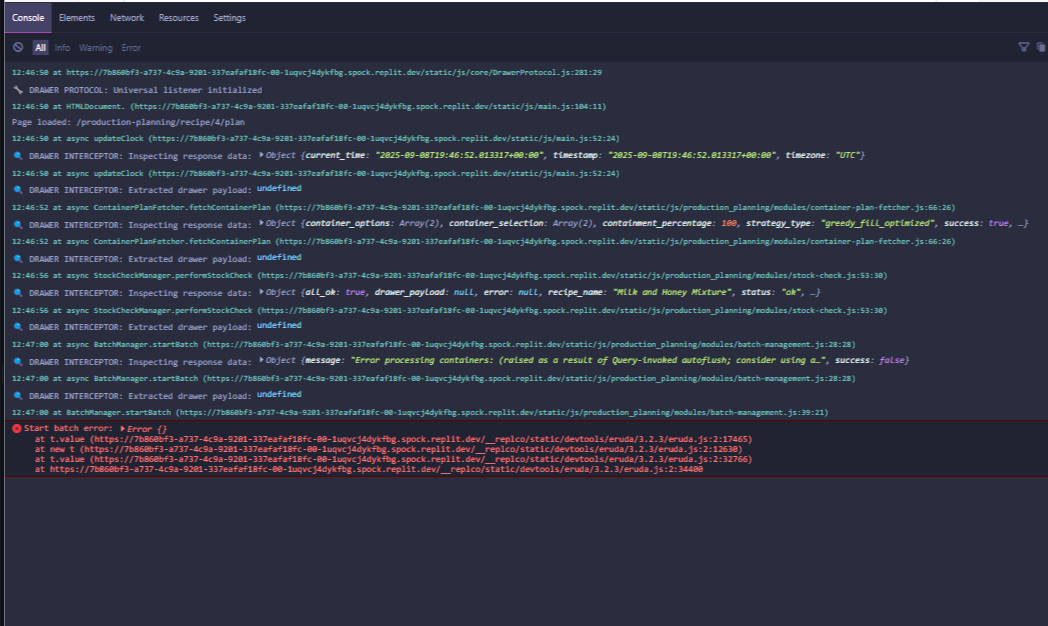 Console Elements Network Resources Settings
All Info Warning Error
12:46:50 at https://7b860bf3-a737-4c9a-9201-337eafaf18fc-00-1uqvcj4dykfbg.spock.replit.dev/static/js/core/DrawerProtocol.js:281:29
🔧 DRAWER PROTOCOL: Universal listener initialized
12:46:50 at HTMLDocument. (https://7b860bf3-a737-4c9a-9201-337eafaf18fc-00-1uqvcj4dykfbg.spock.replit.dev/static/js/main.js:104:11)
Page loaded: /production-planning/recipe/4/plan
12:46:50 at async updateClock (https://7b860bf3-a737-4c9a-9201-337eafaf18fc-00-1uqvcj4dykfbg.spock.replit.dev/static/js/main.js:52:24)
🔍 DRAWER INTERCEPTOR: Inspecting response data: ▶Object {current_time: "2025-09-08T19:46:52.013317+00:00", timestamp: "2025-09-08T19:46:52.013317+00:00", timezone: "UTC"}
12:46:50 at async updateClock (https://7b860bf3-a737-4c9a-9201-337eafaf18fc-00-1uqvcj4dykfbg.spock.replit.dev/static/js/main.js:52:24)
🔍 DRAWER INTERCEPTOR: Extracted drawer payload: undefined
12:46:52 at async ContainerPlanFetcher.fetchContainerPlan (https://7b860bf3-a737-4c9a-9201-337eafaf18fc-00-1uqvcj4dykfbg.spock.replit.dev/static/js/production_planning/modules/container-plan-fetcher.js:66:26)
🔍 DRAWER INTERCEPTOR: Inspecting response data: ▶Object {container_options: Array(2), container_selection: Array(2), containment_percentage: 100, strategy_type: "greedy_fill_optimized", success: true, …}
12:46:52 at async ContainerPlanFetcher.fetchContainerPlan (https://7b860bf3-a737-4c9a-9201-337eafaf18fc-00-1uqvcj4dykfbg.spock.replit.dev/static/js/production_planning/modules/container-plan-fetcher.js:66:26)
🔍 DRAWER INTERCEPTOR: Extracted drawer payload: undefined
12:46:56 at async StockCheckManager.performStockCheck (https://7b860bf3-a737-4c9a-9201-337eafaf18fc-00-1uqvcj4dykfbg.spock.replit.dev/static/js/production_planning/modules/stock-check.js:53:30)
🔍 DRAWER INTERCEPTOR: Inspecting response data: ▶Object {all_ok: true, drawer_payload: null, error: null, recipe_name: "Milk and Honey Mixture", status: "ok", …}
12:46:56 at async StockCheckManager.performStockCheck (https://7b860bf3-a737-4c9a-9201-337eafaf18fc-00-1uqvcj4dykfbg.spock.replit.dev/static/js/production_planning/modules/stock-check.js:53:30)
🔍 DRAWER INTERCEPTOR: Extracted drawer payload: undefined
12:47:00 at async BatchManager.startBatch (https://7b860bf3-a737-4c9a-9201-337eafaf18fc-00-1uqvcj4dykfbg.spock.replit.dev/static/js/production_planning/modules/batch-management.js:28:28)
🔍 DRAWER INTERCEPTOR: Inspecting response data: ▶Object {message: "Error processing containers: (raised as a result of Query-invoked autoflush; consider using a…", success: false}
12:47:00 at async BatchManager.startBatch (https://7b860bf3-a737-4c9a-9201-337eafaf18fc-00-1uqvcj4dykfbg.spock.replit.dev/static/js/production_planning/modules/batch-management.js:28:28)
🔍 DRAWER INTERCEPTOR: Extracted drawer payload: undefined
12:47:00 at BatchManager.startBatch (https://7b860bf3-a737-4c9a-9201-337eafaf18fc-00-1uqvcj4dykfbg.spock.replit.dev/static/js/production_planning/modules/batch-management.js:39:21)
Start batch error: ▶Error {}
at t.value (https://7b860bf3-a737-4c9a-9201-337eafaf18fc-00-1uqvcj4dykfbg.spock.replit.dev/__replco/static/devtools/eruda/3.2.3/eruda.js:2:17465)
at new t (https://7b860bf3-a737-4c9a-9201-337eafaf18fc-00-1uqvcj4dykfbg.spock.replit.dev/__replco/static/devtools/eruda/3.2.3/eruda.js:2:12630)
at t.value (https://7b860bf3-a737-4c9a-9201-337eafaf18fc-00-1uqvcj4dykfbg.spock.replit.dev/__replco/static/devtools/eruda/3.2.3/eruda.js:2:32766)
at https://7b860bf3-a737-4c9a-9201-337eafaf18fc-00-1uqvcj4dykfbg.spock.replit.dev/__replco/static/devtools/eruda/3.2.3/eruda.js:2:34400